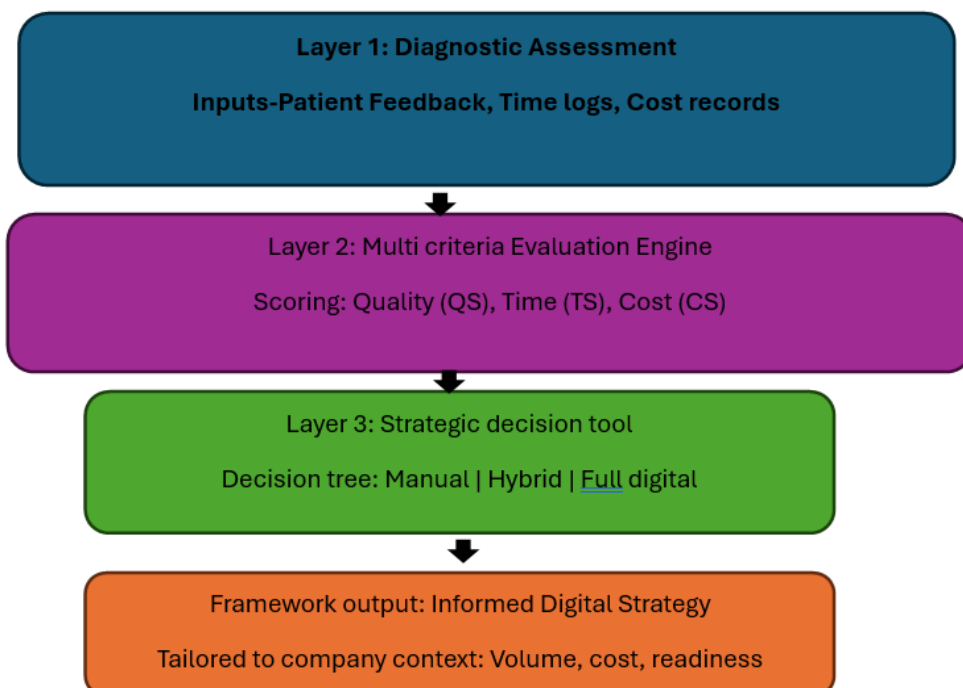 Layer 1: Diagnostic Assessment
Inputs-Patient Feedback, Time logs, Cost records
Layer 2: Multi criteria Evaluation Engine
Scoring: Quality (QS), Time (TS), Cost (CS)
Layer 3: Strategic decision tool
Decision tree: Manual | Hybrid | Full digital
Framework output: Informed Digital Strategy
Tailored to company context: Volume, cost, readiness